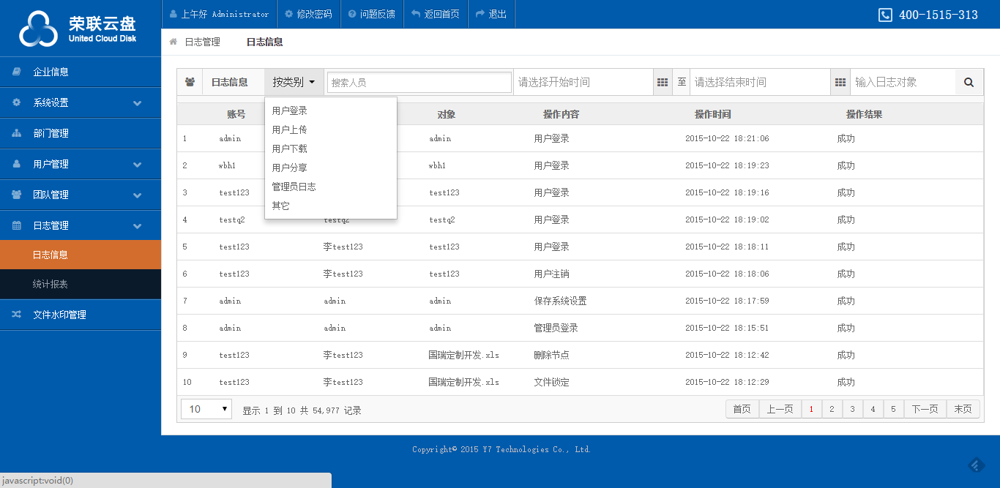 荣联云盘
United Cloud Disk
上午好 Administrator 修改密码 问题反馈 返回首页 退出 400-1515-313
日志管理 日志信息
企业信息
系统设置
部门管理
用户管理
团队管理
日志管理
日志信息
统计报表
文件水印管理
日志信息 按类别 搜索人员 请选择开始时间 至 请选择结束时间 输入日志对象
用户登录
用户上传
用户下载
用户分享
管理员日志
其它
账号 对象 操作内容 操作时间 操作结果
1 admin admin 用户登录 2015-10-22 18:21:06 成功
2 wbh1 wbh1 用户登录 2015-10-22 18:19:23 成功
3 test123 test123 用户登录 2015-10-22 18:19:16 成功
4 testq2 testq2 testq2 用户登录 2015-10-22 18:19:02 成功
5 test123 李test123 test123 用户登录 2015-10-22 18:18:11 成功
6 test123 李test123 test123 用户注销 2015-10-22 18:18:06 成功
7 admin admin admin 保存系统设置 2015-10-22 18:17:59 成功
8 admin admin admin 管理员登录 2015-10-22 18:15:51 成功
9 test123 李test123 国瑞定制开发.xls 删除节点 2015-10-22 18:12:42 成功
10 test123 李test123 国瑞定制开发.xls 文件锁定 2015-10-22 18:12:29 成功
10 显示 1 到 10 共 54,977 记录 首页 上一页 1 2 3 4 5 下一页 末页
Copyright© 2015 Y7 Technologies Co., Ltd.
javascript:void(0)